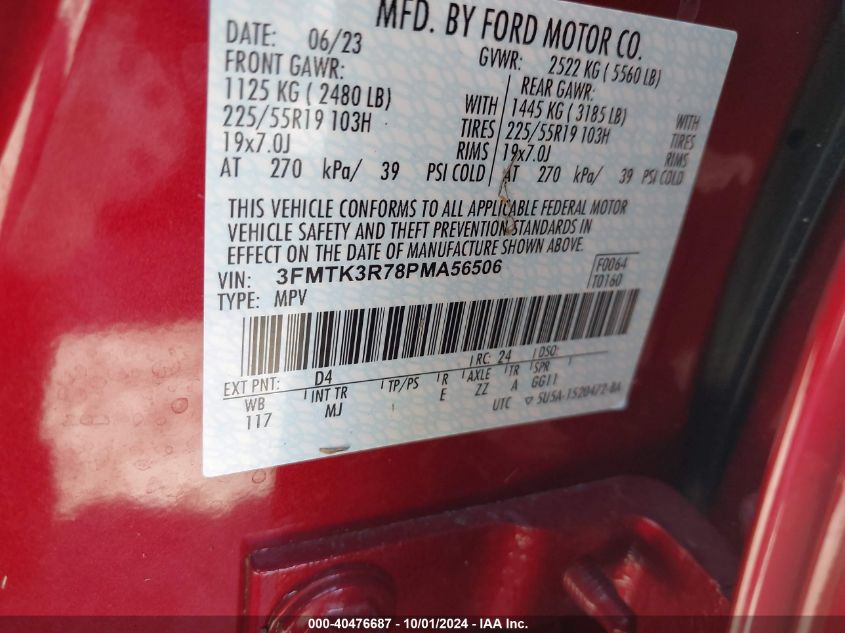 MFD. BY FORD MOTOR CO.
DATE: 06/23 GVWR: 2522 KG ( 5560 LB)
FRONT GAWR: REAR GAWR:
1125 KG ( 2480 LB) WITH 1445 KG ( 3185 LB) WITH
225/55R19 103H TIRES 225/55R19 103H TIRES
19x7.0J RIMS 19x7.0J RIMS
AT 270 kPa/ 39 PSI COLD AT 270 kPa/ 39 PSI COLD
THIS VEHICLE CONFORMS TO ALL APPLICABLE FEDERAL MOTOR
VEHICLE SAFETY AND THEFT PREVENTION STANDARDS IN
EFFECT ON THE DATE OF MANUFACTURE SHOWN ABOVE.
VIN: 3FMTK3R78PMA56506 F0064
TYPE: MPV T0160
EXT PNT: D4 RC: 24 DSO:
WB INT TR TP/PS R AXLE TR SPR
117 MJ E ZZ A GG11
UTC ▽ 5U5A-1520472-BA
000-40476687 - 10/01/2024 - IAA Inc.